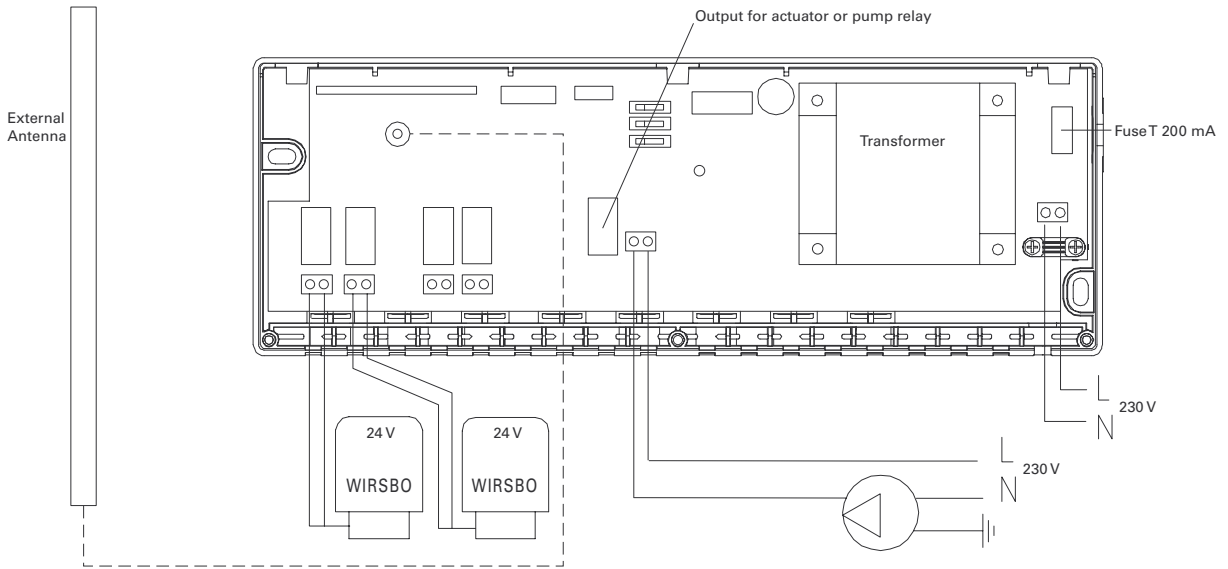 Output for actuator or pump relay
External
Antenna
Transformer
Fuse T 200 mA
L
230 V
N
24 V
WIRSBO
24 V
WIRSBO
L
230 V
N